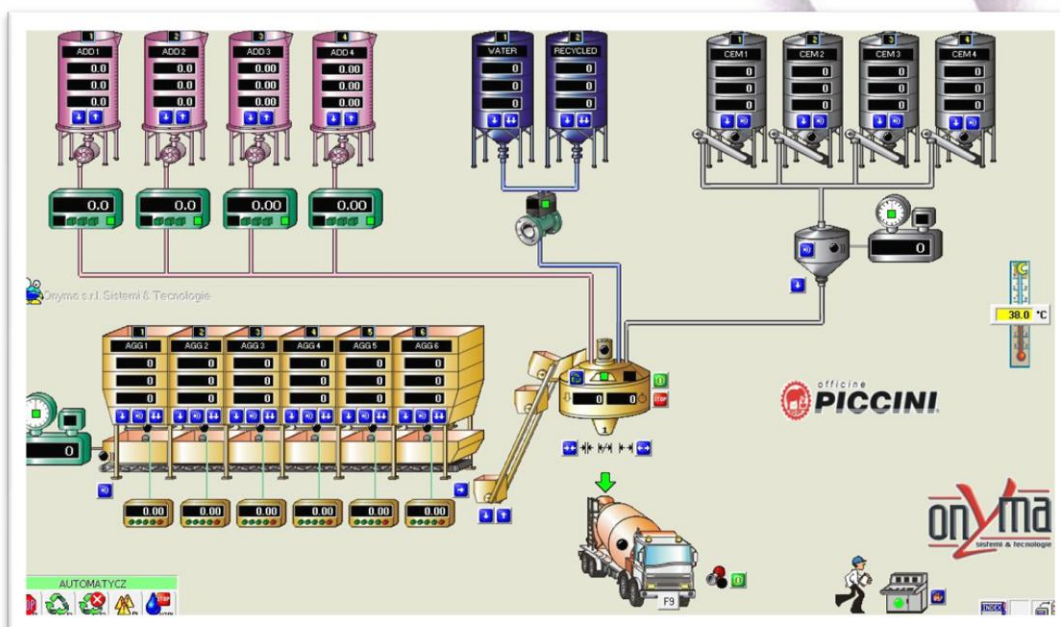 1 2 3 4 1 2 1 2 3 4
ADD 1 ADD 2 ADD 3 ADD 4 WATER RECYCLED CEM 1 CEM 2 CEM 3 CEM 4
0.0 0.0 0.00 0.00 0 0 0 0 0 0
0.0 0.0 0.00 0.00 0 0 0 0 0 0
0.0 0.0 0.00 0.00 0 0 0 0 0 0
0.0 0.0 0.00 0.00
0
Onyma s.r.l. Sistemi & Tecnologie
°C
38.0 °C
1 2 3 4 5 6
AGG 1 AGG 2 AGG 3 AGG 4 AGG 5 AGG 6
0 0 0 0 0 0
0 0 0 0 0 0
0 0 0 0 0 0
0 0
STOP
1
officine
PICCINI
0
0.00 0.00 0.00 0.00 0.00 0.00
onyma
sistemi & tecnologie
AUTOMATYCZ
STOP
F9
INDEX